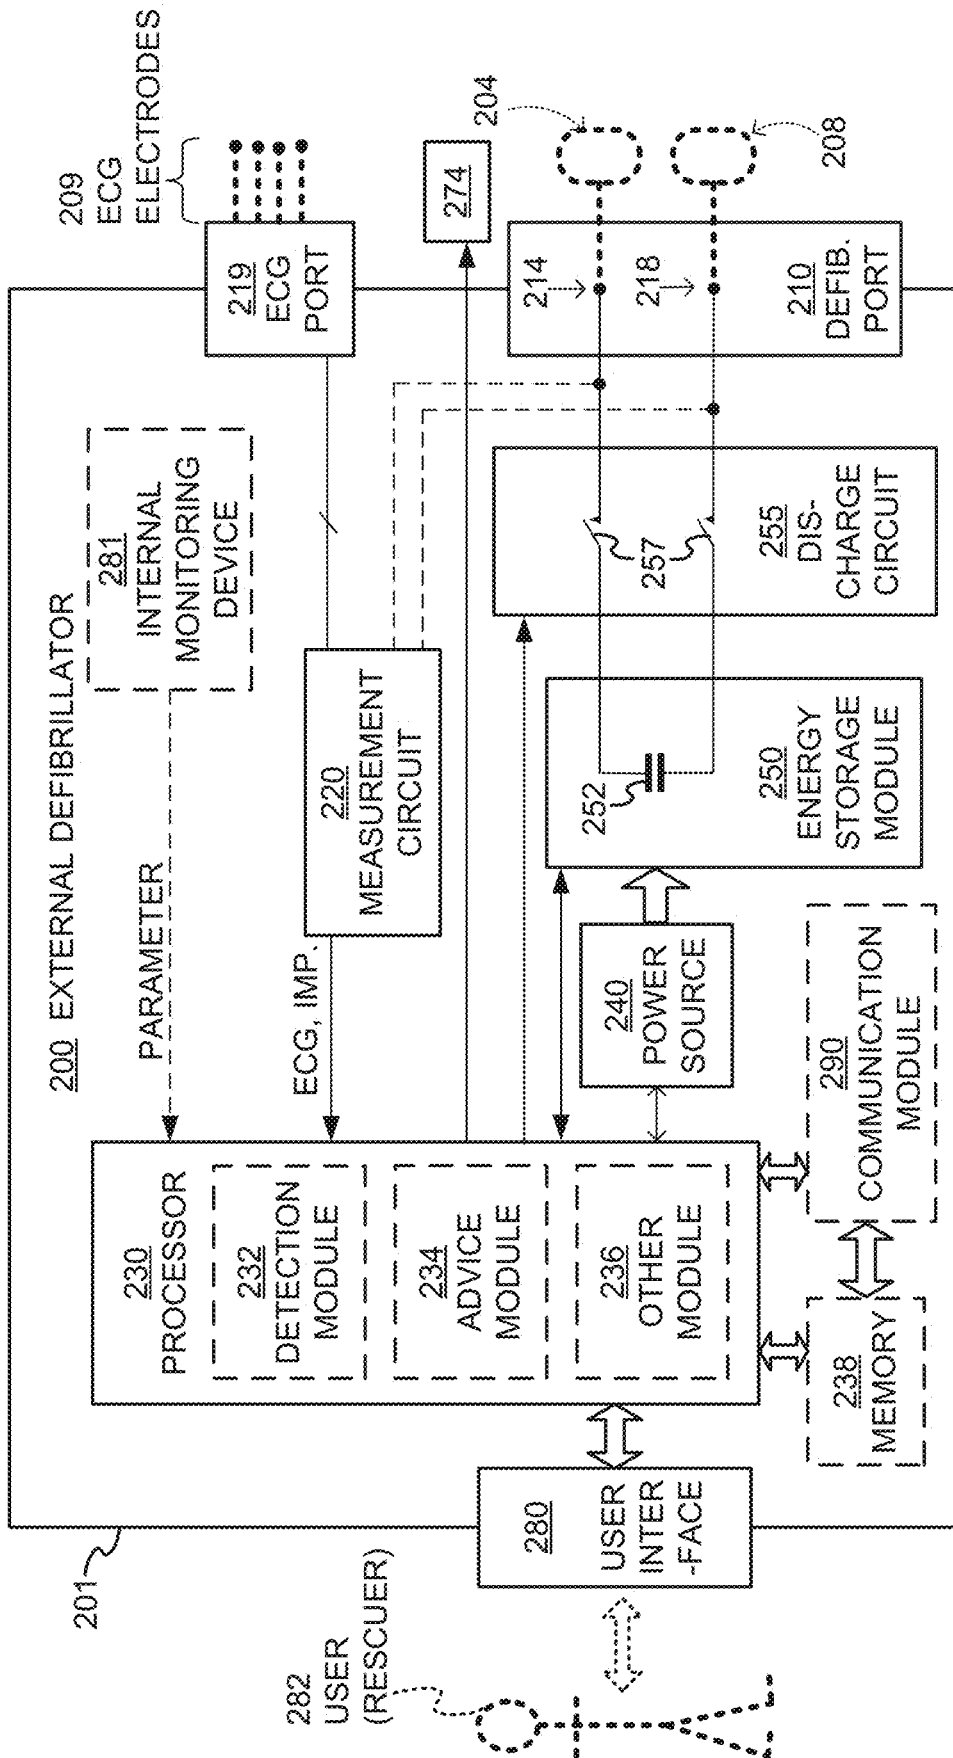 200 EXTERNAL DEFIBRILLATOR
201
282
USER
(RESCUER)
280
USER
INTER
-FACE
230
PROCESSOR
232
DETECTION
MODULE
234
ADVICE
MODULE
236
OTHER
MODULE
238
MEMORY
290
COMMUNICATION
MODULE
PARAMETER
281
INTERNAL
MONITORING
DEVICE
ECG, IMP.
220
MEASUREMENT
CIRCUIT
240
POWER
SOURCE
252
250
ENERGY
STORAGE
MODULE
257
255
DIS-
CHARGE
CIRCUIT
219
ECG
PORT
209
ECG
ELECTRODES
274
214
218
210
DEFIB.
PORT
204
208